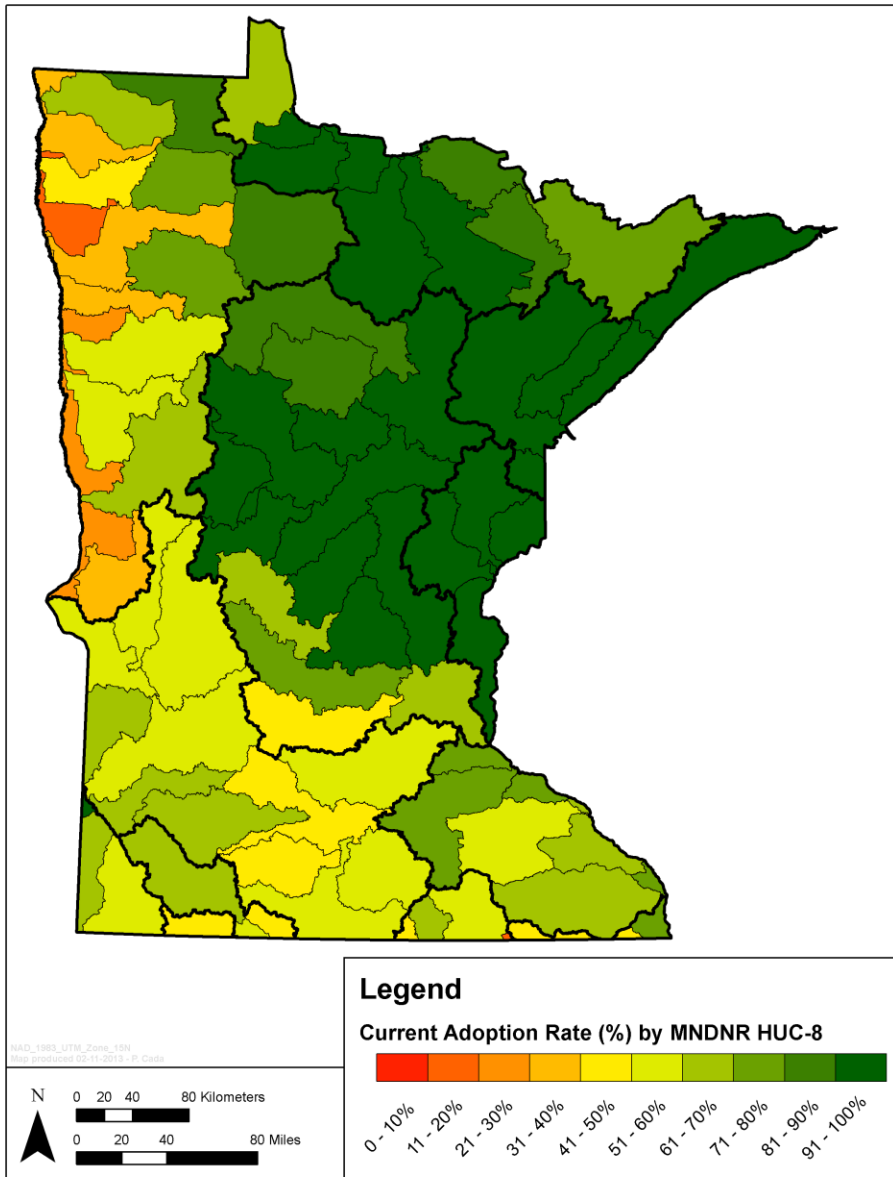 Legend
Current Adoption Rate (%) by MNDNR HUC-8
0 - 10%
11 - 20%
21 - 30%
31 - 40%
41 - 50%
51 - 60%
61 - 70%
71 - 80%
81 - 90%
91 - 100%
NAD_1983_UTM_Zone_15N
Map produced 02-11-2013 - P. Cada
N
0 20 40 80 Kilometers
0 20 40 80 Miles